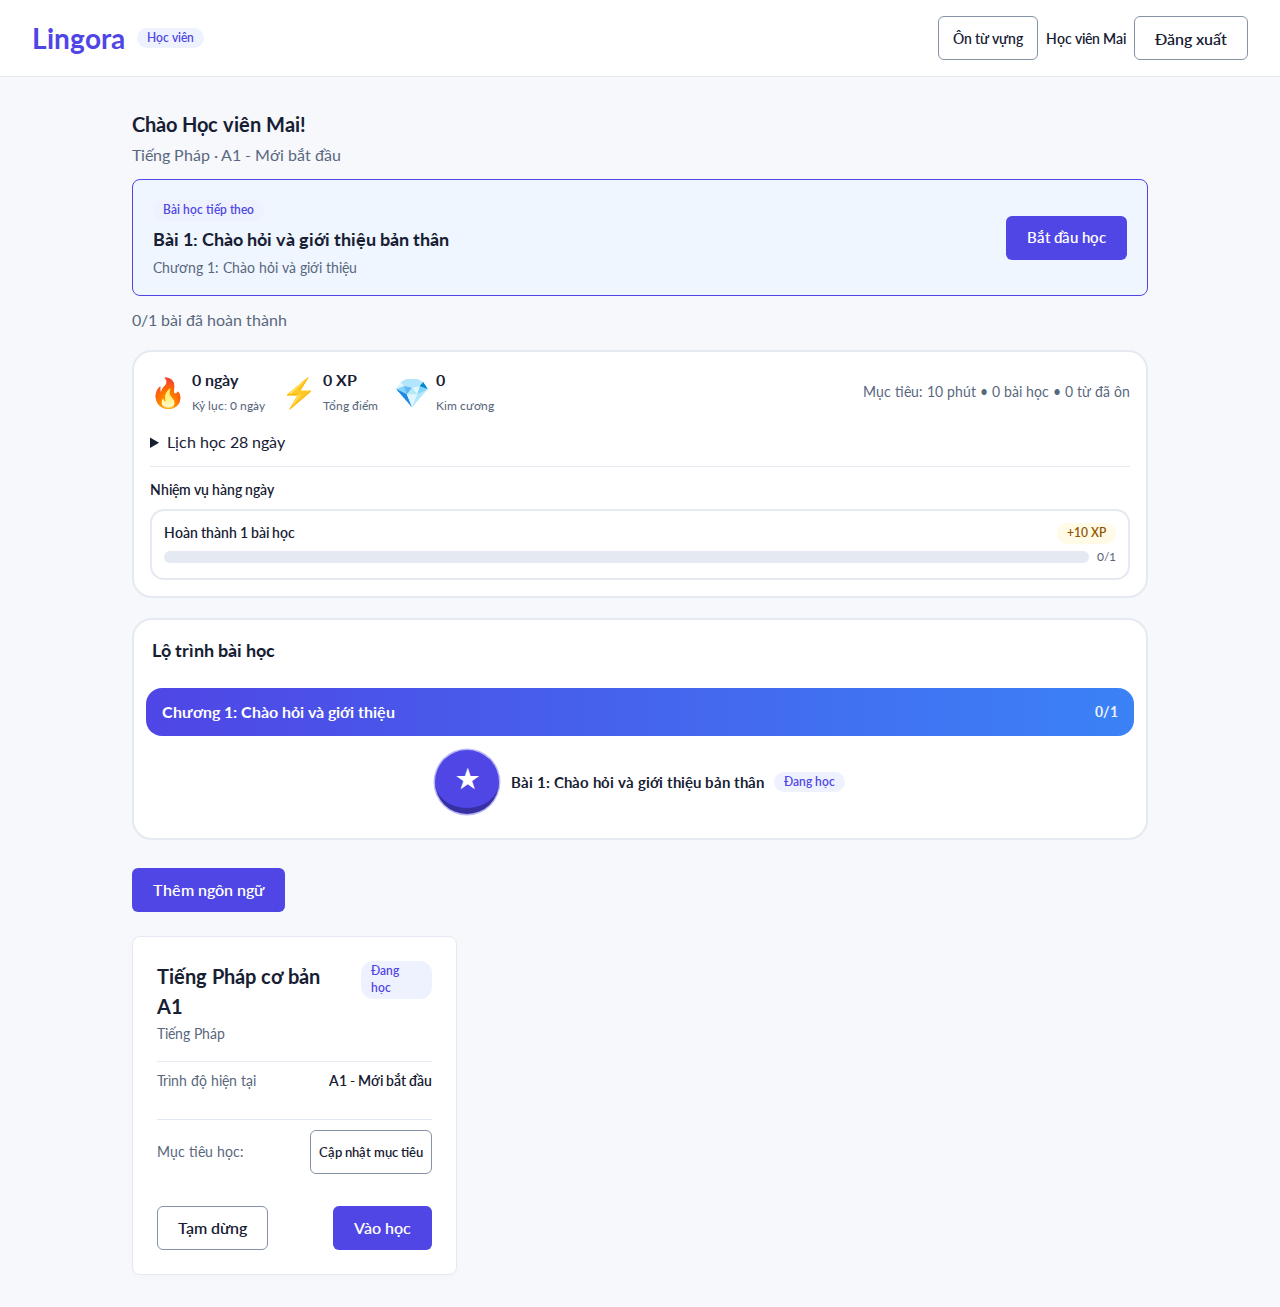 Lingora
Học viên
Ôn từ vựng
Học viên Mai
Đăng xuất
Chào Học viên Mai!
Tiếng Pháp · A1 - Mới bắt đầu
Bài học tiếp theo
Bài 1: Chào hỏi và giới thiệu bản thân
Chương 1: Chào hỏi và giới thiệu
Bắt đầu học
0/1 bài đã hoàn thành
0 ngày
Kỷ lục: 0 ngày
0 XP
Tổng điểm
0
Kim cương
Mục tiêu: 10 phút • 0 bài học • 0 từ đã ôn
Lịch học 28 ngày
Nhiệm vụ hàng ngày
Hoàn thành 1 bài học
+10 XP
0/1
Lộ trình bài học
Chương 1: Chào hỏi và giới thiệu
0/1
Bài 1: Chào hỏi và giới thiệu bản thân
Đang học
Thêm ngôn ngữ
Tiếng Pháp cơ bản
A1
Đang
học
Tiếng Pháp
Trình độ hiện tại
A1 - Mới bắt đầu
Mục tiêu học:
Cập nhật mục tiêu
Tạm dừng
Vào học